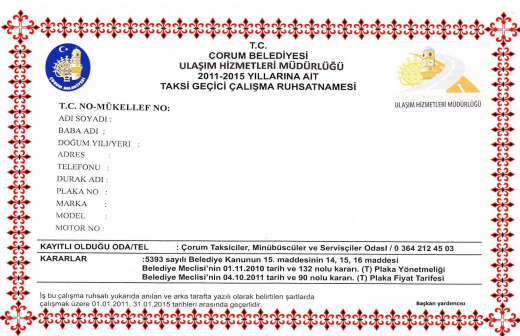 T.C.
ÇORUM BELEDİYESİ
ULAŞIM HİZMETLERİ MÜDÜRLÜĞÜ
2011-2015 YILLARINA AIT
TAKSİ GEÇİCİ ÇALIŞMA RUHSATNAMESİ
ULAŞIM HİZMETLERİ MÜDÜRLÜĞÜ
T.C. NO-MÜKELLEF NO:
ADI SOYADI :
BABA ADI :
DOĞUM YILI/YERİ :
ADRES :
TELEFONU :
DURAK ADI :
PLAKA NO :
MARKA :
MODEL :
MOTOR NO :
KAYITLI OLDUĞU ODA/TEL : Çorum Taksiciler, Minübüscüler ve Servisçiler OdasI / 0 364 212 45 03
KARARLAR :5393 sayılı Belediye Kanunun 15. maddesinin 14, 15, 16 maddesi
Belediye Meclisi'nin 01.11.2010 tarih ve 132 nolu kararı. (T) Plaka Yönetmeliği
Belediye Meclisi'nin 04.10.2011 tarih ve 90 nolu kararı. (T) Plaka Fiyat Tarifesi
İş bu çalışma ruhsatı yukarıda anılan ve arka tarafta yazılı olarak belirtilen şartlarda
çalışmak üzere 01.01.2011, 31.01.2015 tarihleri arasında geçerlidir.
Başkan yardımcısı